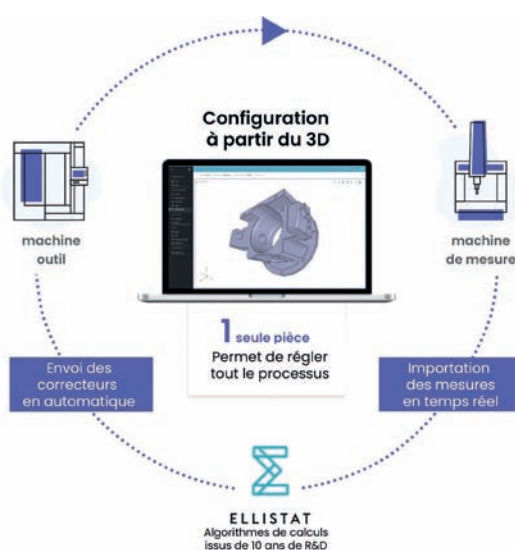 Configuration
à partir du 3D
machine
outil
machine
de mesure
1 seule pièce
Permet de régler
tout le processus
Envoi des
correcteurs
en automatique
Importation
des mesures
en temps réel
ELLISTAT
Algorithmes de calculs
issus de 10 ans de R&D